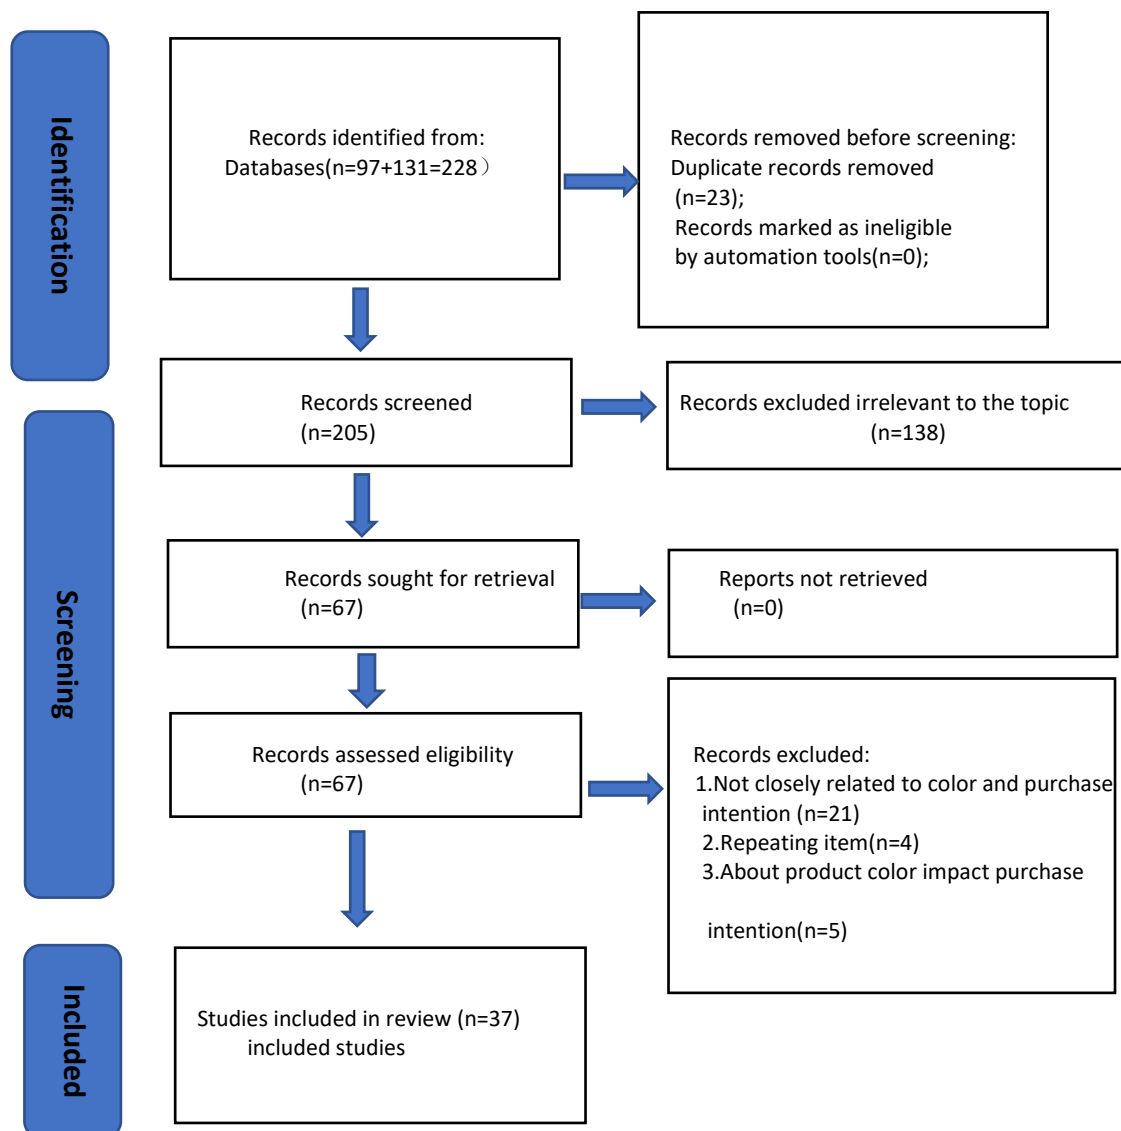 Identification
Records identified from:
Databases(n=97+131=228）
Records removed before screening:
Duplicate records removed
(n=23);
Records marked as ineligible
by automation tools(n=0);
Screening
Records screened
(n=205)
Records excluded irrelevant to the topic
(n=138)
Records sought for retrieval
(n=67)
Reports not retrieved
(n=0)
Records assessed eligibility
(n=67)
Records excluded:
1.Not closely related to color and purchase
intention (n=21)
2.Repeating item(n=4)
3.About product color impact purchase
intention(n=5)
Included
Studies included in review (n=37)
included studies